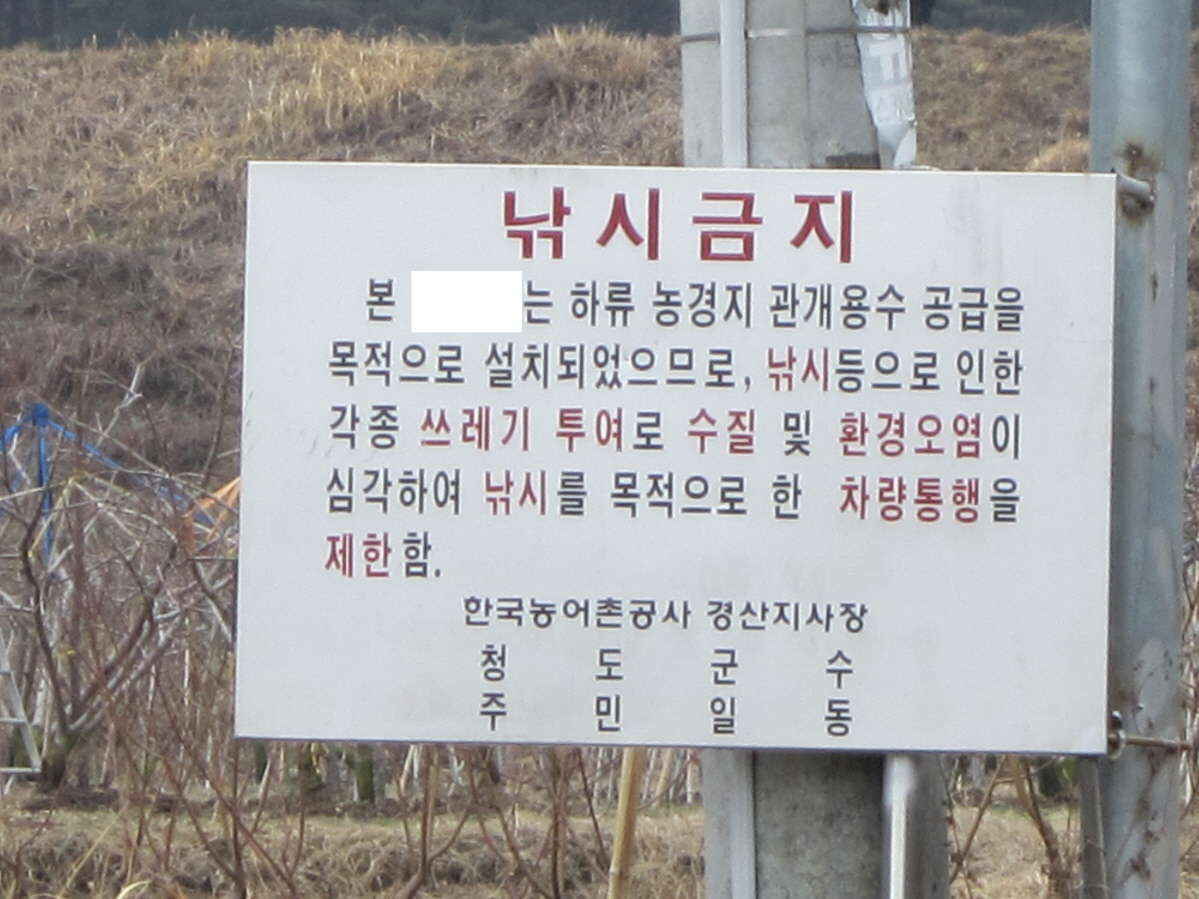 낚시금지
본 는 하류 농경지 관개용수 공급을
목적으로 설치되었으므로, 낚시등으로 인한
각종 쓰레기 투여로 수질 및 환경오염이
심각하여 낚시를 목적으로 한 차량통행을
제한함.
한국농어촌공사 경산지사장
청 도 군 수
주 민 일 동